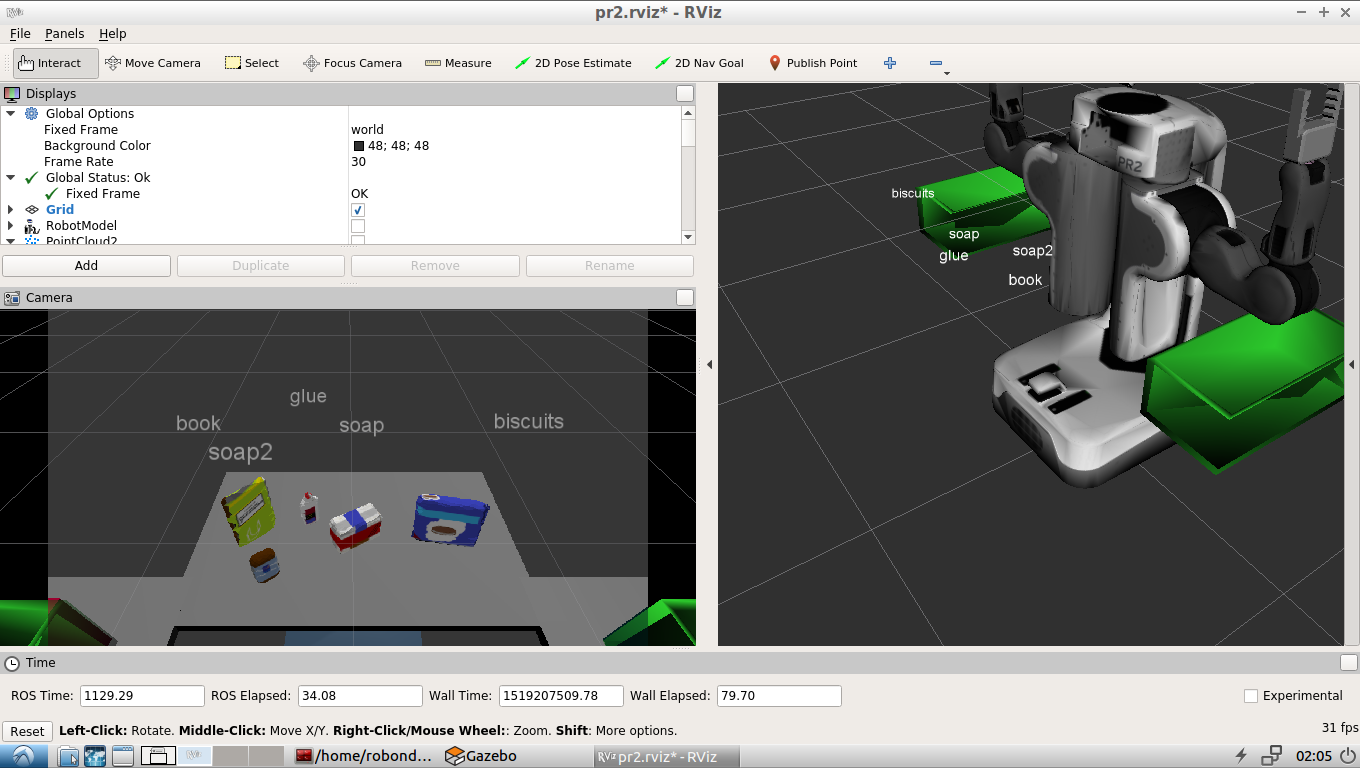 RViz pr2.rviz* - RViz
File Panels Help
Interact Move Camera Select Focus Camera Measure 2D Pose Estimate 2D Nav Goal Publish Point
Displays
Global Options
Fixed Frame world
Background Color 48; 48; 48
Frame Rate 30
Global Status: Ok
Fixed Frame OK
Grid
RobotModel
PointCloud2
Add Duplicate Remove Rename
Camera
glue
book soap biscuits
soap2
PR2
biscuits
soap
soap2
glue
book
Time
ROS Time: 1129.29 ROS Elapsed: 34.08 Wall Time: 1519207509.78 Wall Elapsed: 79.70 Experimental
Reset Left-Click: Rotate. Middle-Click: Move X/Y. Right-Click/Mouse Wheel:: Zoom. Shift: More options. 31 fps
RViz /home/robond... Gazebo RViz pr2.rviz* - RViz 02:05